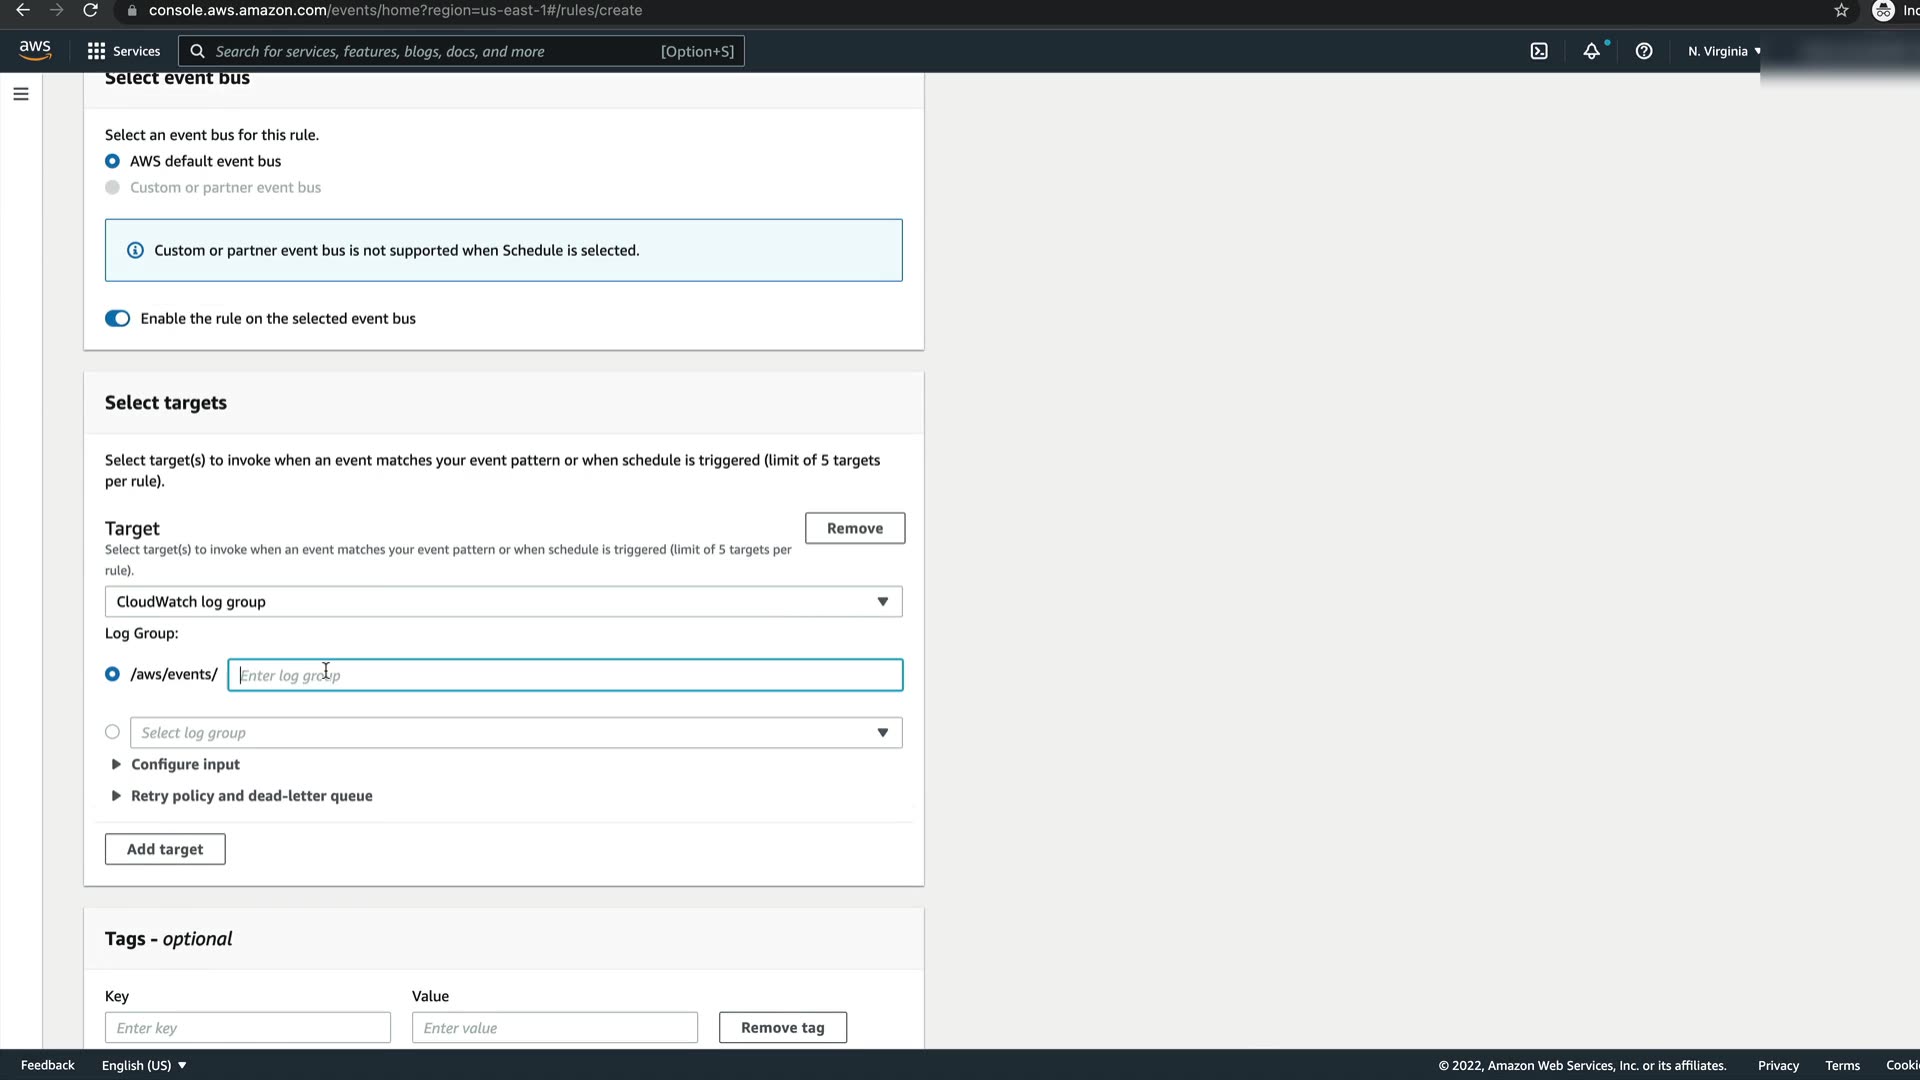 console.aws.amazon.com/events/home?region=us-east-1#/rules/create
aws
Services
Search for services, features, blogs, docs, and more
[Option+S]
N. Virginia
Select event bus
Select an event bus for this rule.
AWS default event bus
Custom or partner event bus
Custom or partner event bus is not supported when Schedule is selected.
Enable the rule on the selected event bus
Select targets
Select target(s) to invoke when an event matches your event pattern or when schedule is triggered (limit of 5 targets
per rule).
Target
Remove
Select target(s) to invoke when an event matches your event pattern or when schedule is triggered (limit of 5 targets per
rule).
CloudWatch log group
Log Group:
/aws/events/
Enter log group
Select log group
Configure input
Retry policy and dead-letter queue
Add target
Tags - optional
Key
Value
Enter key
Enter value
Remove tag
Feedback
English (US)
© 2022, Amazon Web Services, Inc. or its affiliates.
Privacy
Terms